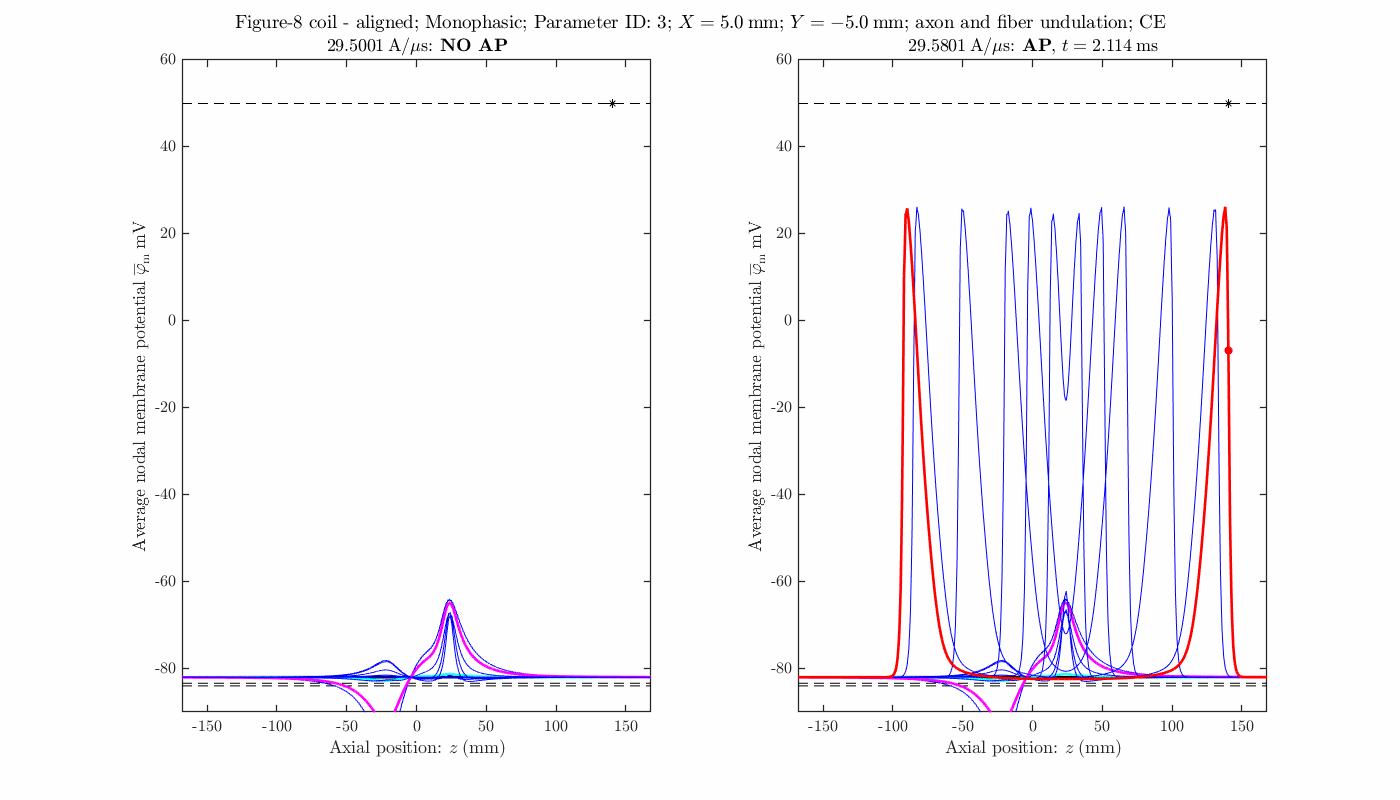 Figure-8 coil - aligned; Monophasic; Parameter ID: 3; X = 5.0 mm; Y = −5.0 mm; axon and fiber undulation; CE
29.5001 A/μs: NO AP
60
40
20
0
-20
-40
-60
-80
-150 -100 -50 0 50 100 150
Average nodal membrane potential φ̅m mV
Axial position: z (mm)
29.5801 A/μs: AP, t = 2.114 ms
60
40
20
0
-20
-40
-60
-80
-150 -100 -50 0 50 100 150
Average nodal membrane potential φ̅m mV
Axial position: z (mm)